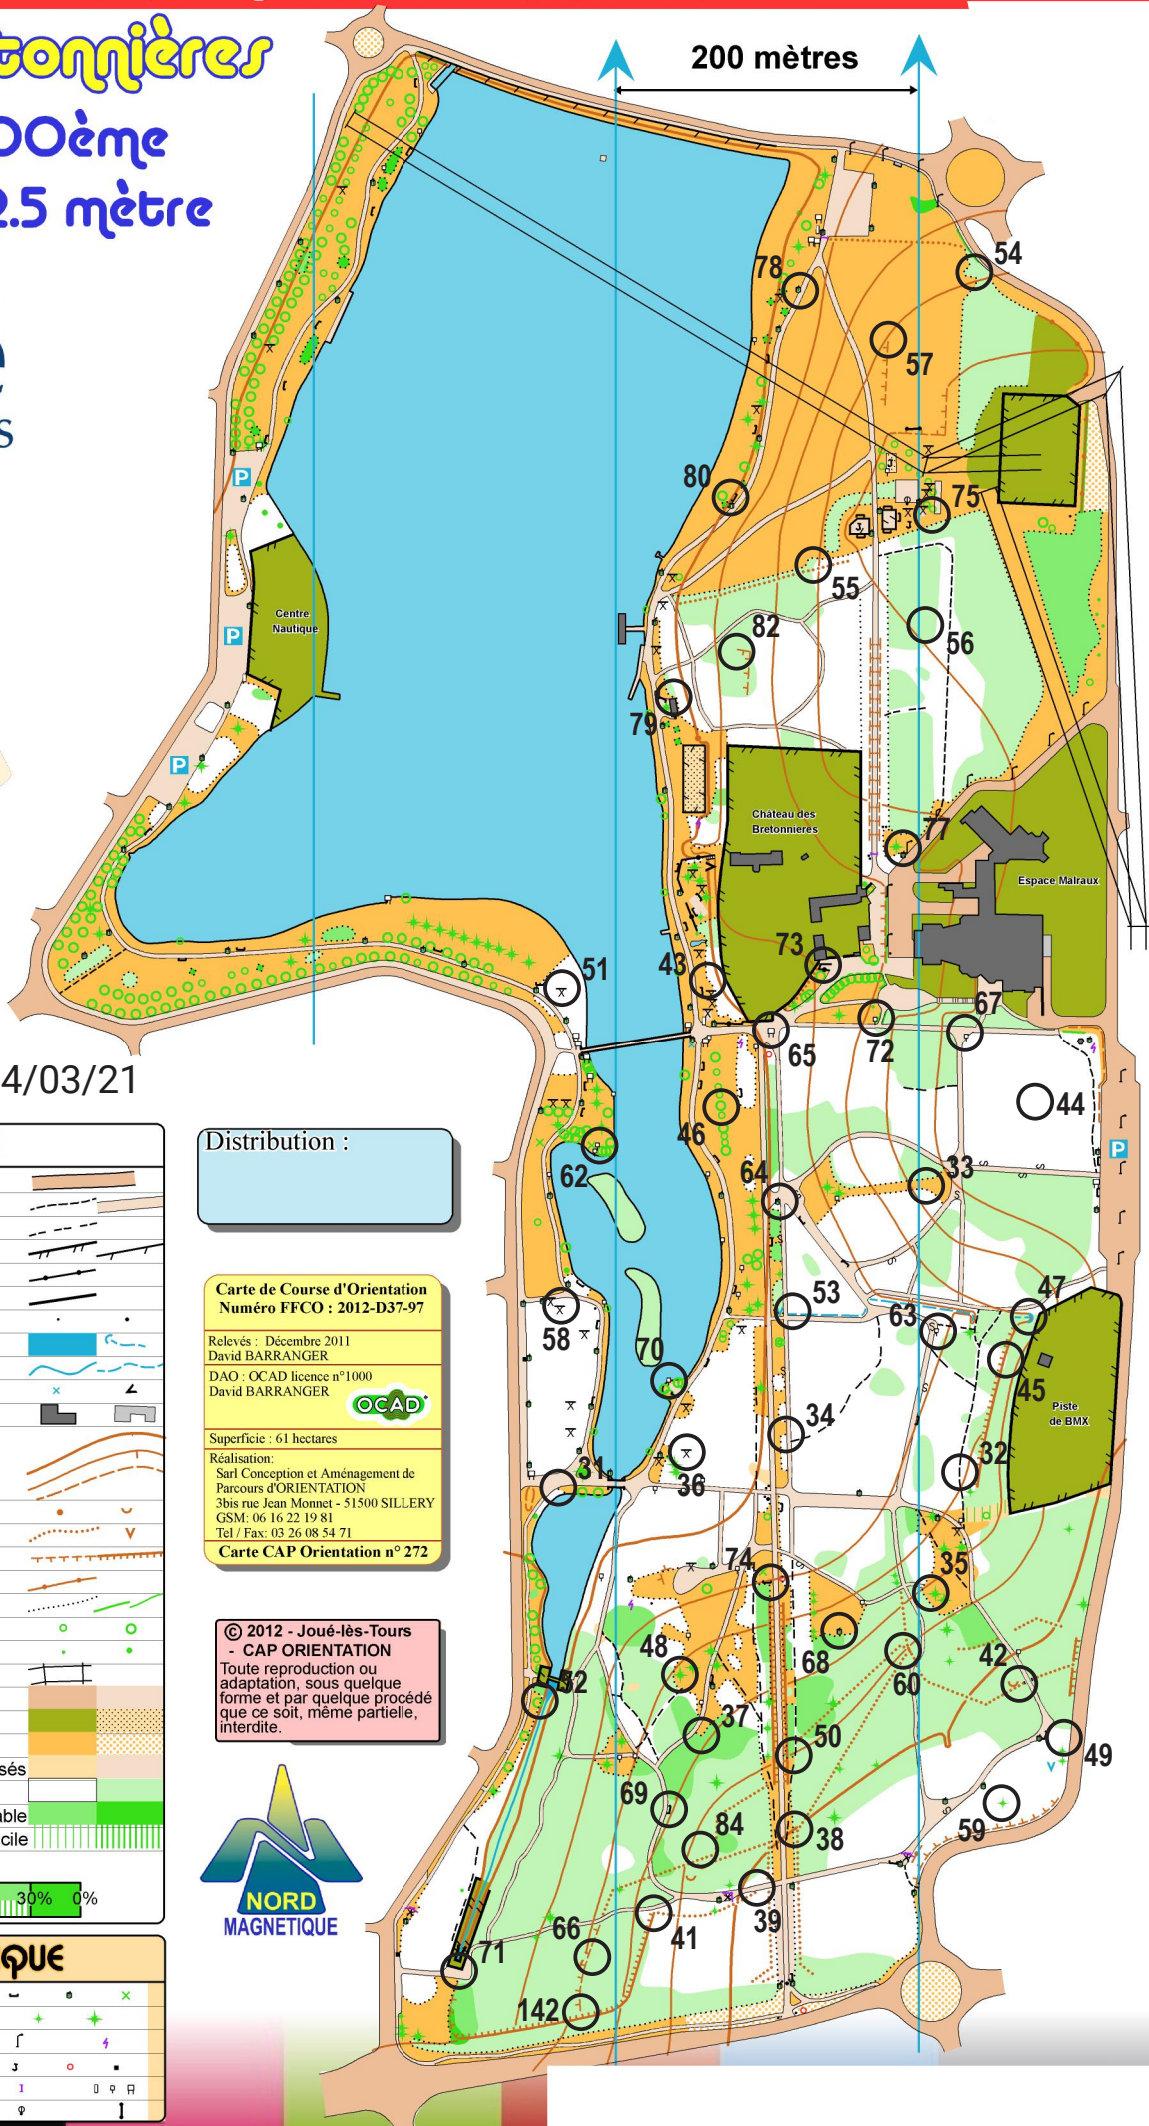 tonnières
00ème
2.5 mètre
e
s
200 mètres
54
78
57
80
75
55
82
56
79
P
Centre
Nautique
P
P
Château des
Bretonnieres
77
Espace Malraux
73
51
43
67
65
72
44
46
P
62
64
33
4/03/21
Distribution :
53
63
47
58
70
45
Piste
de BMX
34
32
36
31
Carte de Course d'Orientation
Numéro FFCO : 2012-D37-97
Relevés : Décembre 2011
David BARRANGER
DAO : OCAD licence n°1000
David BARRANGER
OCAD
Superficie : 61 hectares
Réalisation:
Sarl Conception et Aménagement de
Parcours d'ORIENTATION
3bis rue Jean Monnet - 51500 SILLERY
GSM: 06 16 22 19 81
Tel / Fax: 03 26 08 54 71
Carte CAP Orientation n° 272
74
35
© 2012 - Joué-lès-Tours
- CAP ORIENTATION
Toute reproduction ou
adaptation, sous quelque
forme et par quelque procédé
que ce soit, même partielle,
interdite.
48
68
60
42
52
37
50
49
69
84
38
59
39
41
66
71
142
NORD
MAGNETIQUE
sés
able
cile
30% 0%
QUE